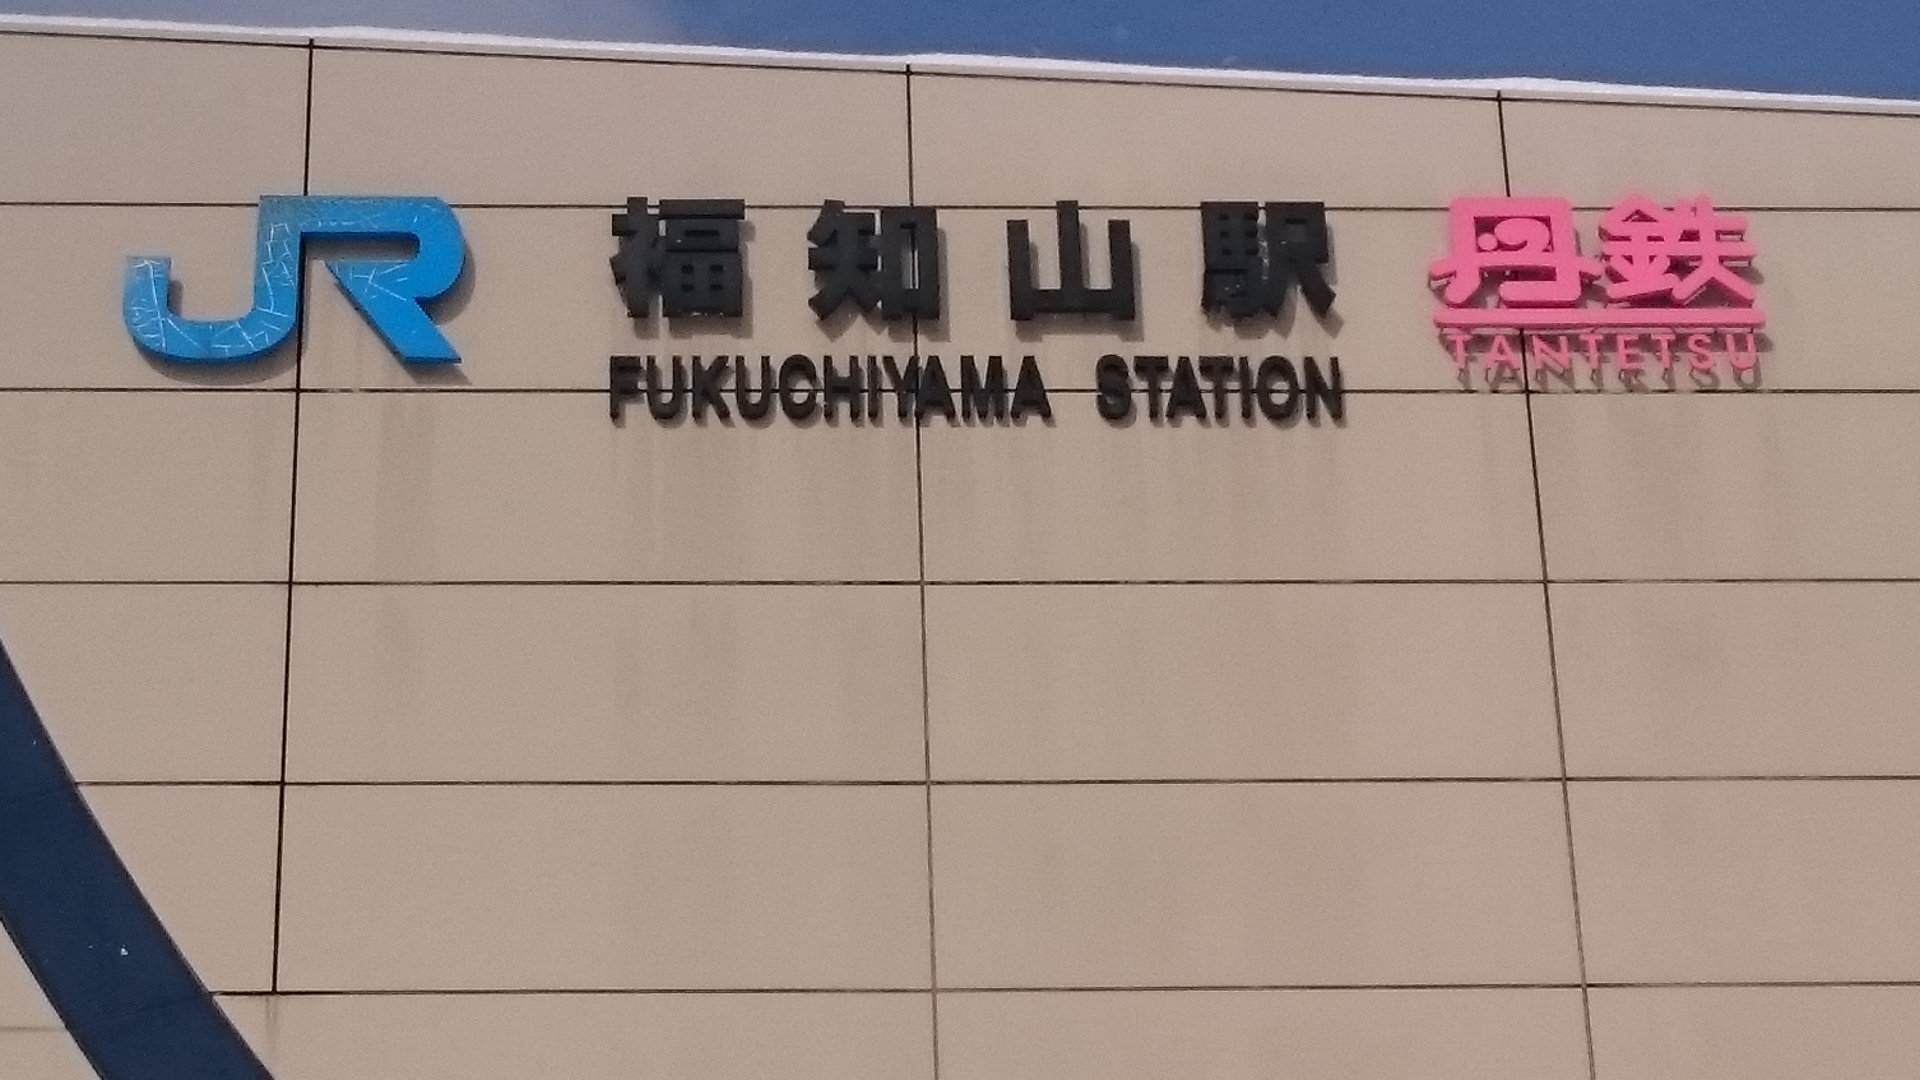 JR
福知山駅
FUKUCHIYAMA STATION
丹鉄
TANTETSU